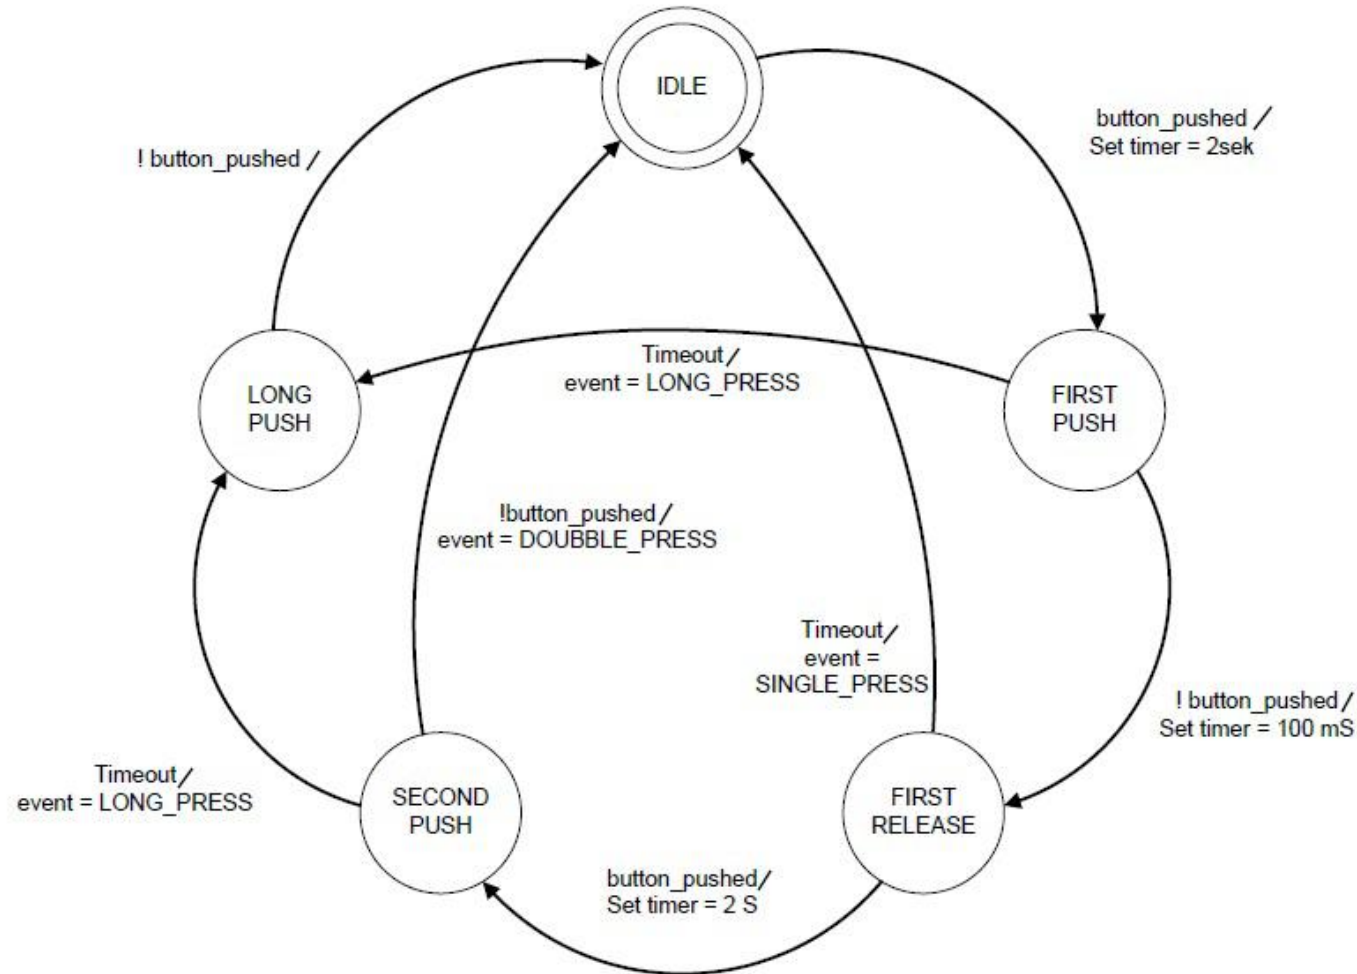 IDLE
button_pushed /
Set timer = 2sek
! button_pushed /
Timeout/
event = LONG_PRESS
LONG
PUSH
FIRST
PUSH
!button_pushed/
event = DOUBBLE_PRESS
Timeout/
event =
SINGLE_PRESS
! button_pushed/
Set timer = 100 mS
Timeout/
event = LONG_PRESS
SECOND
PUSH
FIRST
RELEASE
button_pushed/
Set timer = 2 S